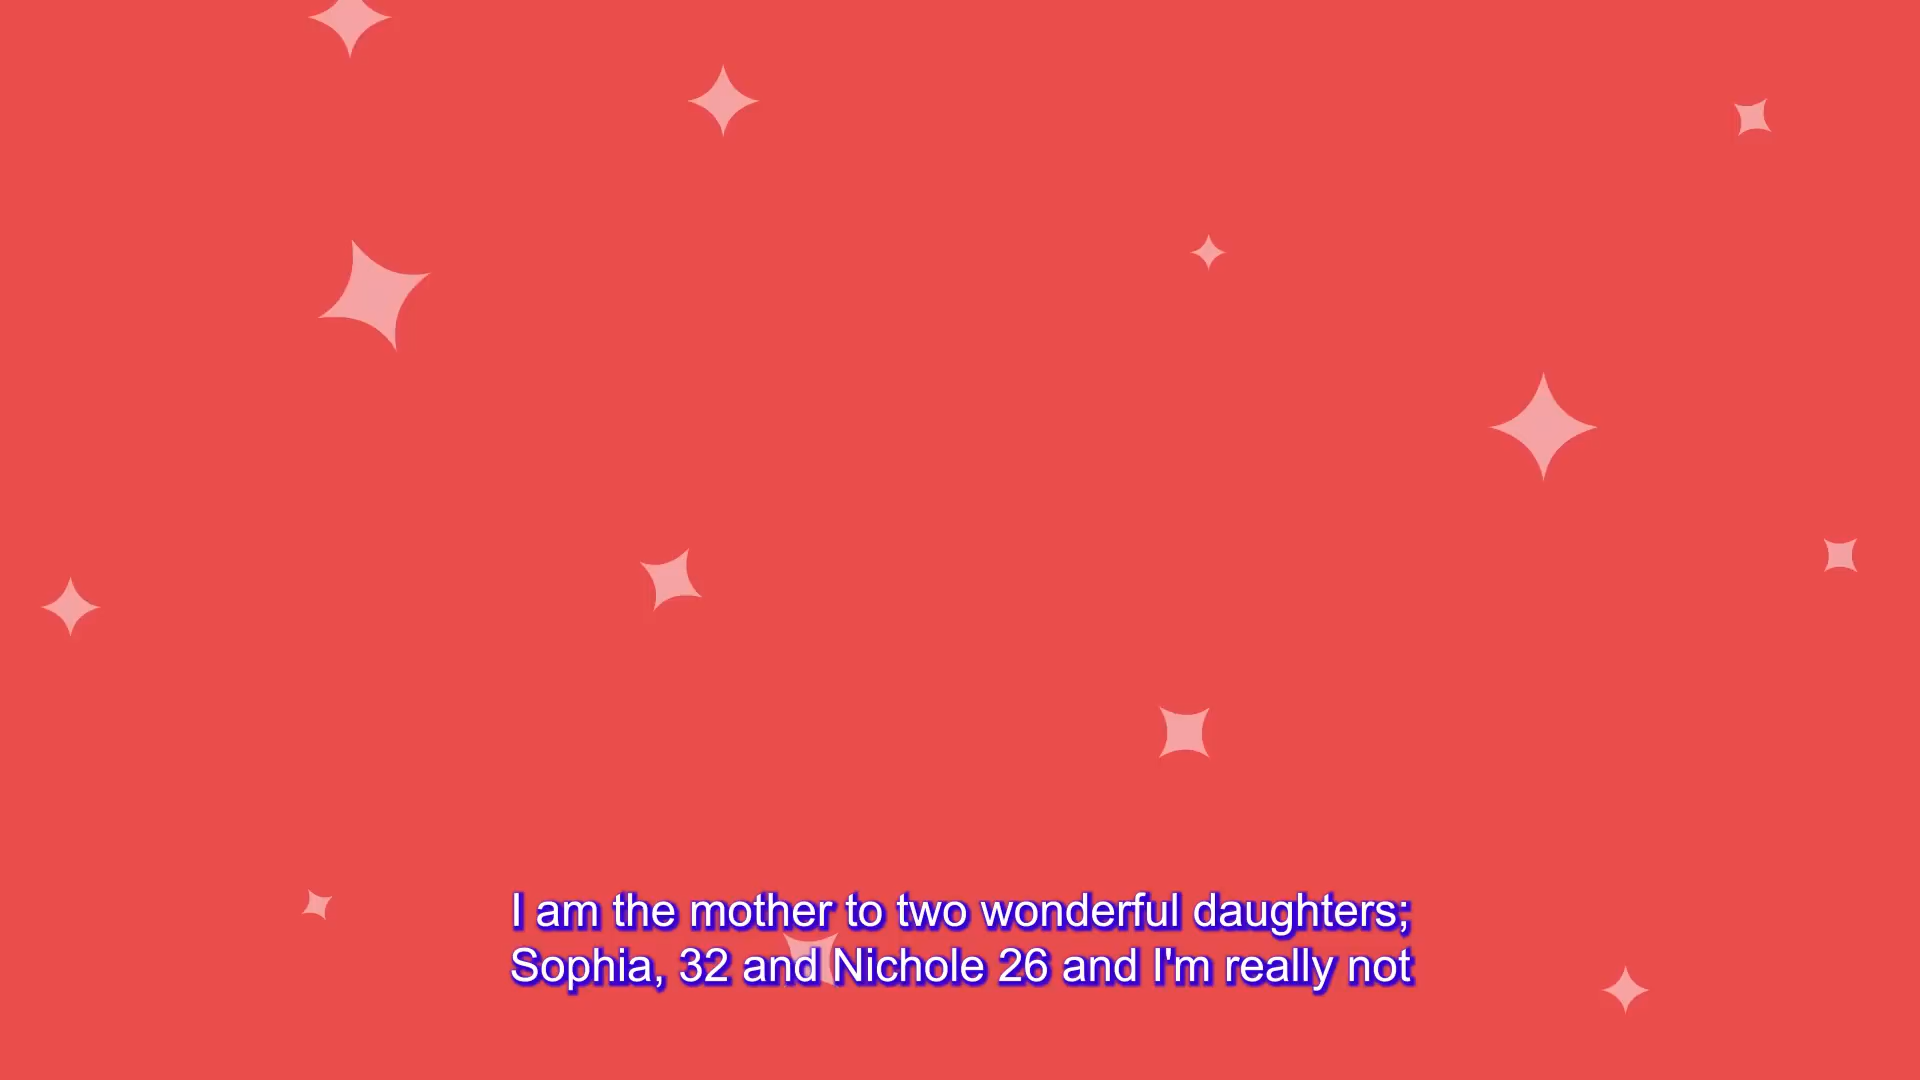 I am the mother to two wonderful daughters;
Sophia, 32 and Nichole 26 and I'm really not